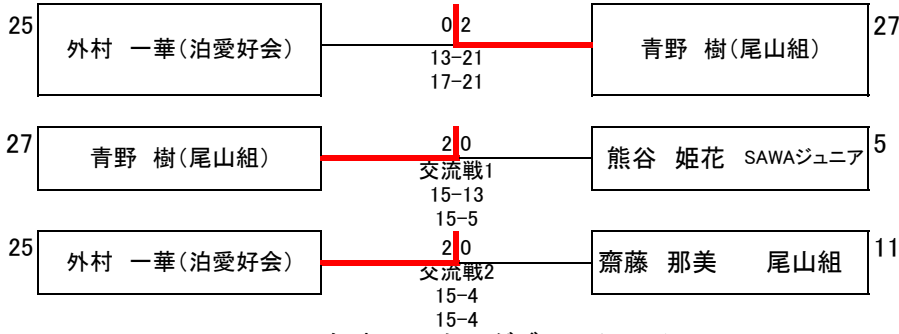 25 外村 一華(泊愛好会) 0 2 青野 樹(尾山組) 27
13-21
17-21
27 青野 樹(尾山組) 2 0 熊谷 姫花 SAWAジュニア 5
交流戦1
15-13
15-5
25 外村 一華(泊愛好会) 2 0 齋藤 那美 尾山組 11
交流戦2
15-4
15-4